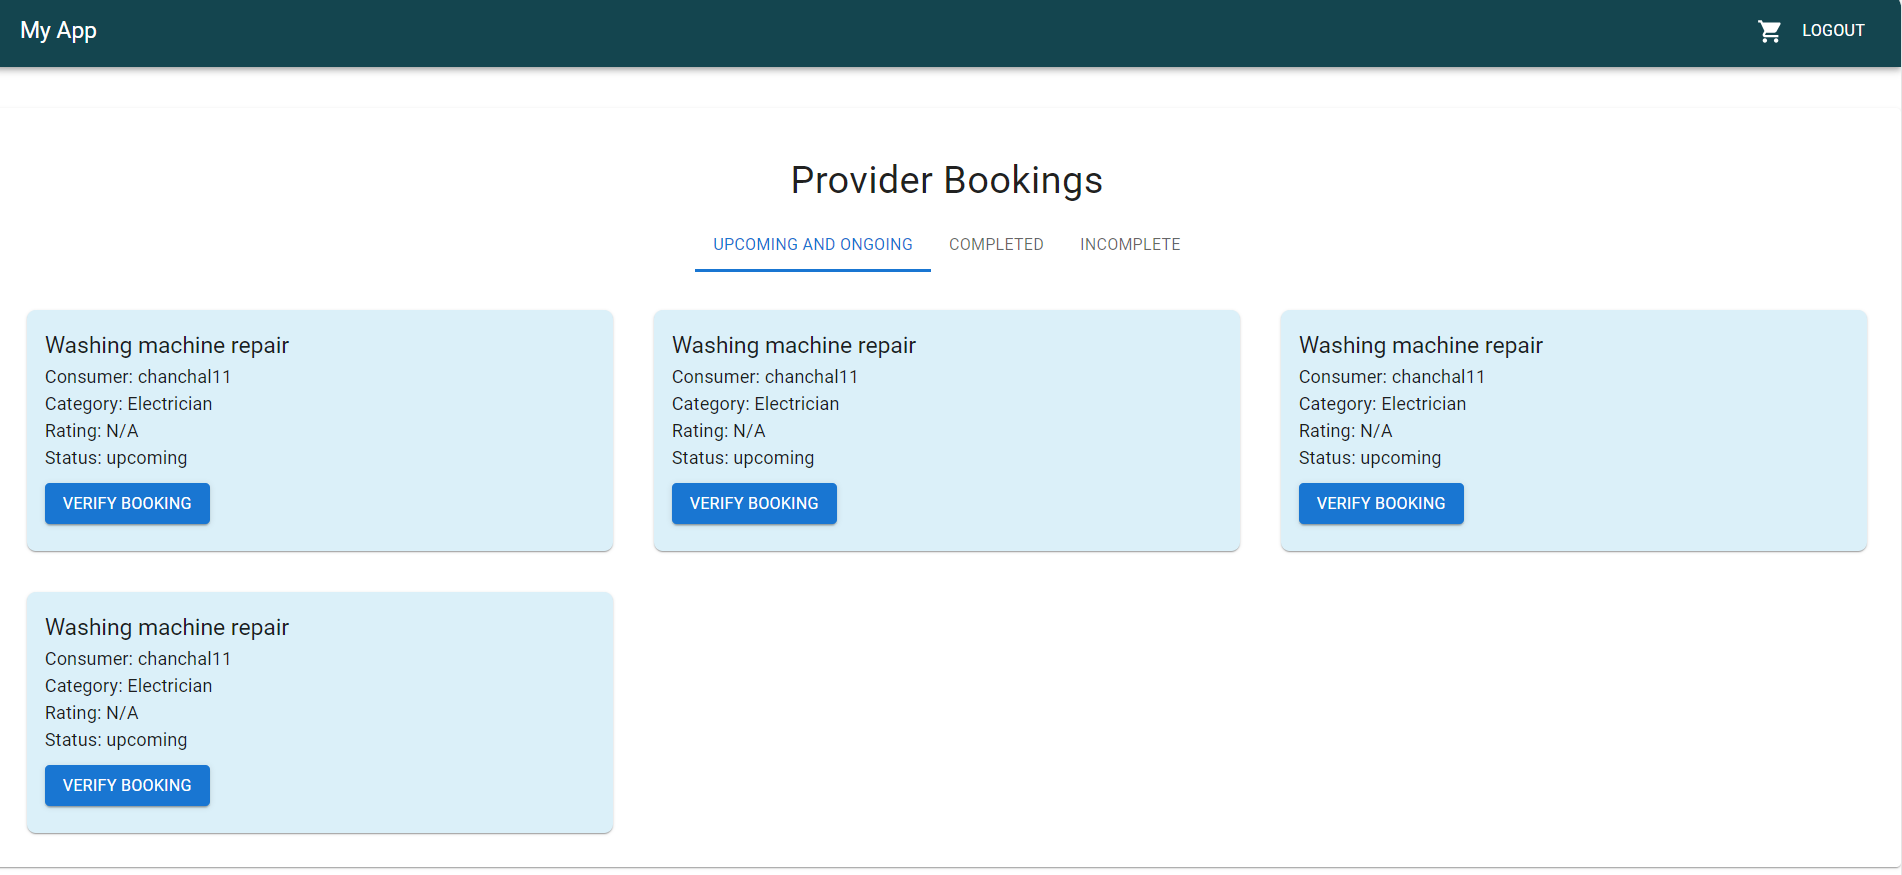 My App
LOGOUT
Provider Bookings
UPCOMING AND ONGOING
COMPLETED
INCOMPLETE
Washing machine repair
Consumer: chanchal11
Category: Electrician
Rating: N/A
Status: upcoming
VERIFY BOOKING
Washing machine repair
Consumer: chanchal11
Category: Electrician
Rating: N/A
Status: upcoming
VERIFY BOOKING
Washing machine repair
Consumer: chanchal11
Category: Electrician
Rating: N/A
Status: upcoming
VERIFY BOOKING
Washing machine repair
Consumer: chanchal11
Category: Electrician
Rating: N/A
Status: upcoming
VERIFY BOOKING